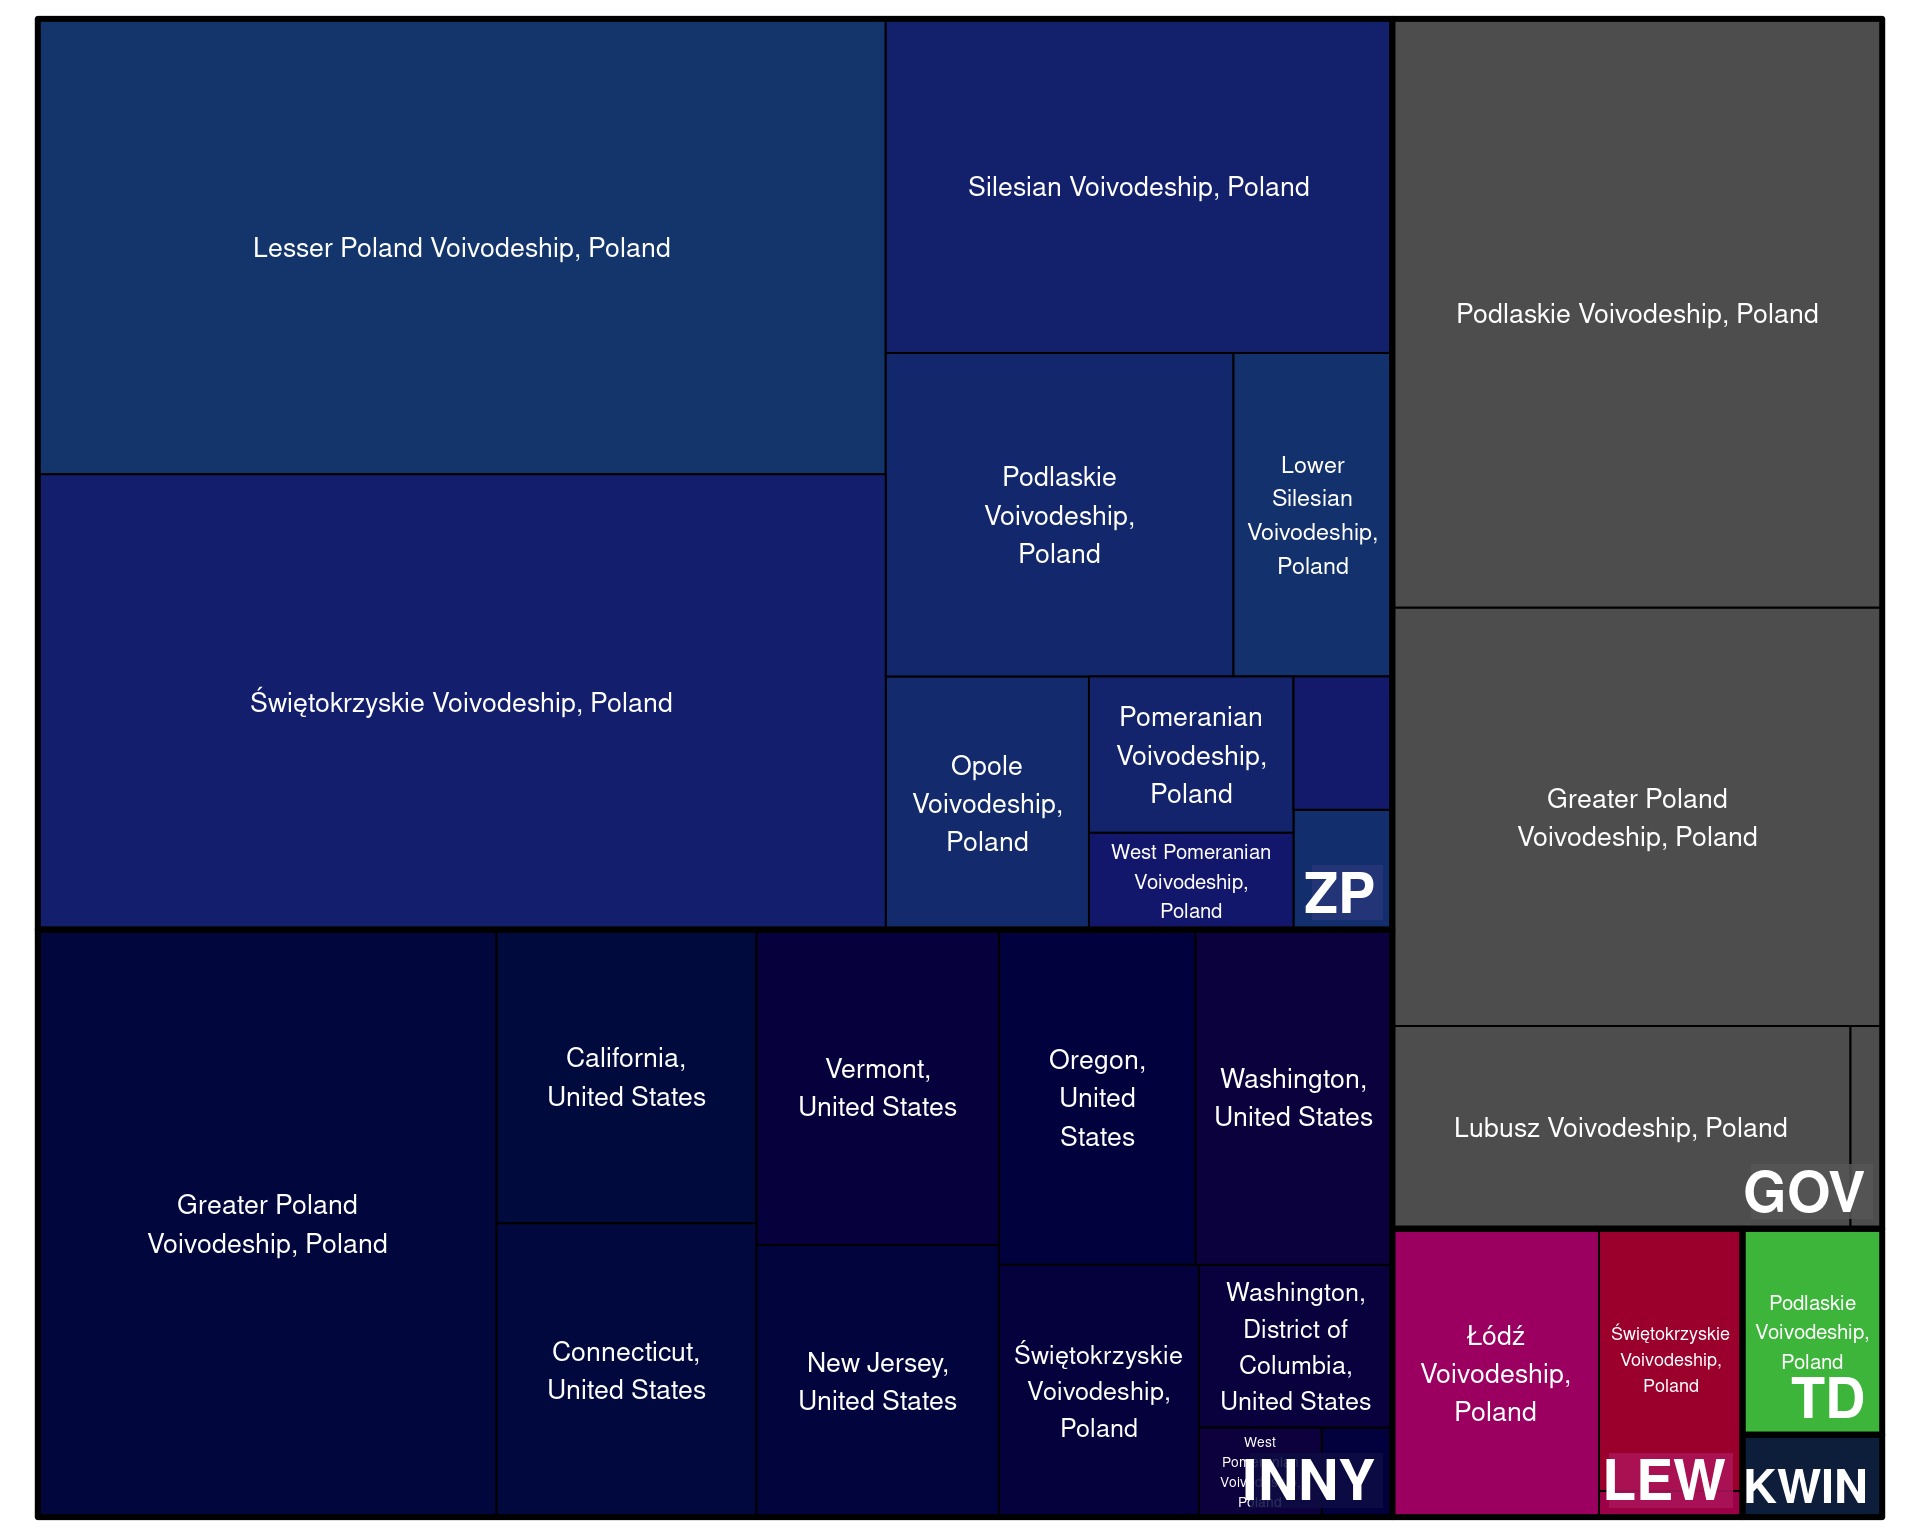 Lesser Poland Voivodeship, Poland
Silesian Voivodeship, Poland
Podlaskie Voivodeship, Poland
Podlaskie
Voivodeship,
Poland
Lower
Silesian
Voivodeship,
Poland
Świętokrzyskie Voivodeship, Poland
Opole
Voivodeship,
Poland
Pomeranian
Voivodeship,
Poland
West Pomeranian
Voivodeship,
Poland
ZP
Greater Poland
Voivodeship, Poland
Lubusz Voivodeship, Poland
GOV
Greater Poland
Voivodeship, Poland
California,
United States
Connecticut,
United States
Vermont,
United States
New Jersey,
United States
Oregon,
United
States
Washington,
United States
Świętokrzyskie
Voivodeship,
Poland
Washington,
District of
Columbia,
United States
West
Poland
INNY
Łódź
Voivodeship,
Poland
Świętokrzyskie
Voivodeship,
Poland
LEW
Podlaskie
Voivodeship,
Poland
TD
KWIN